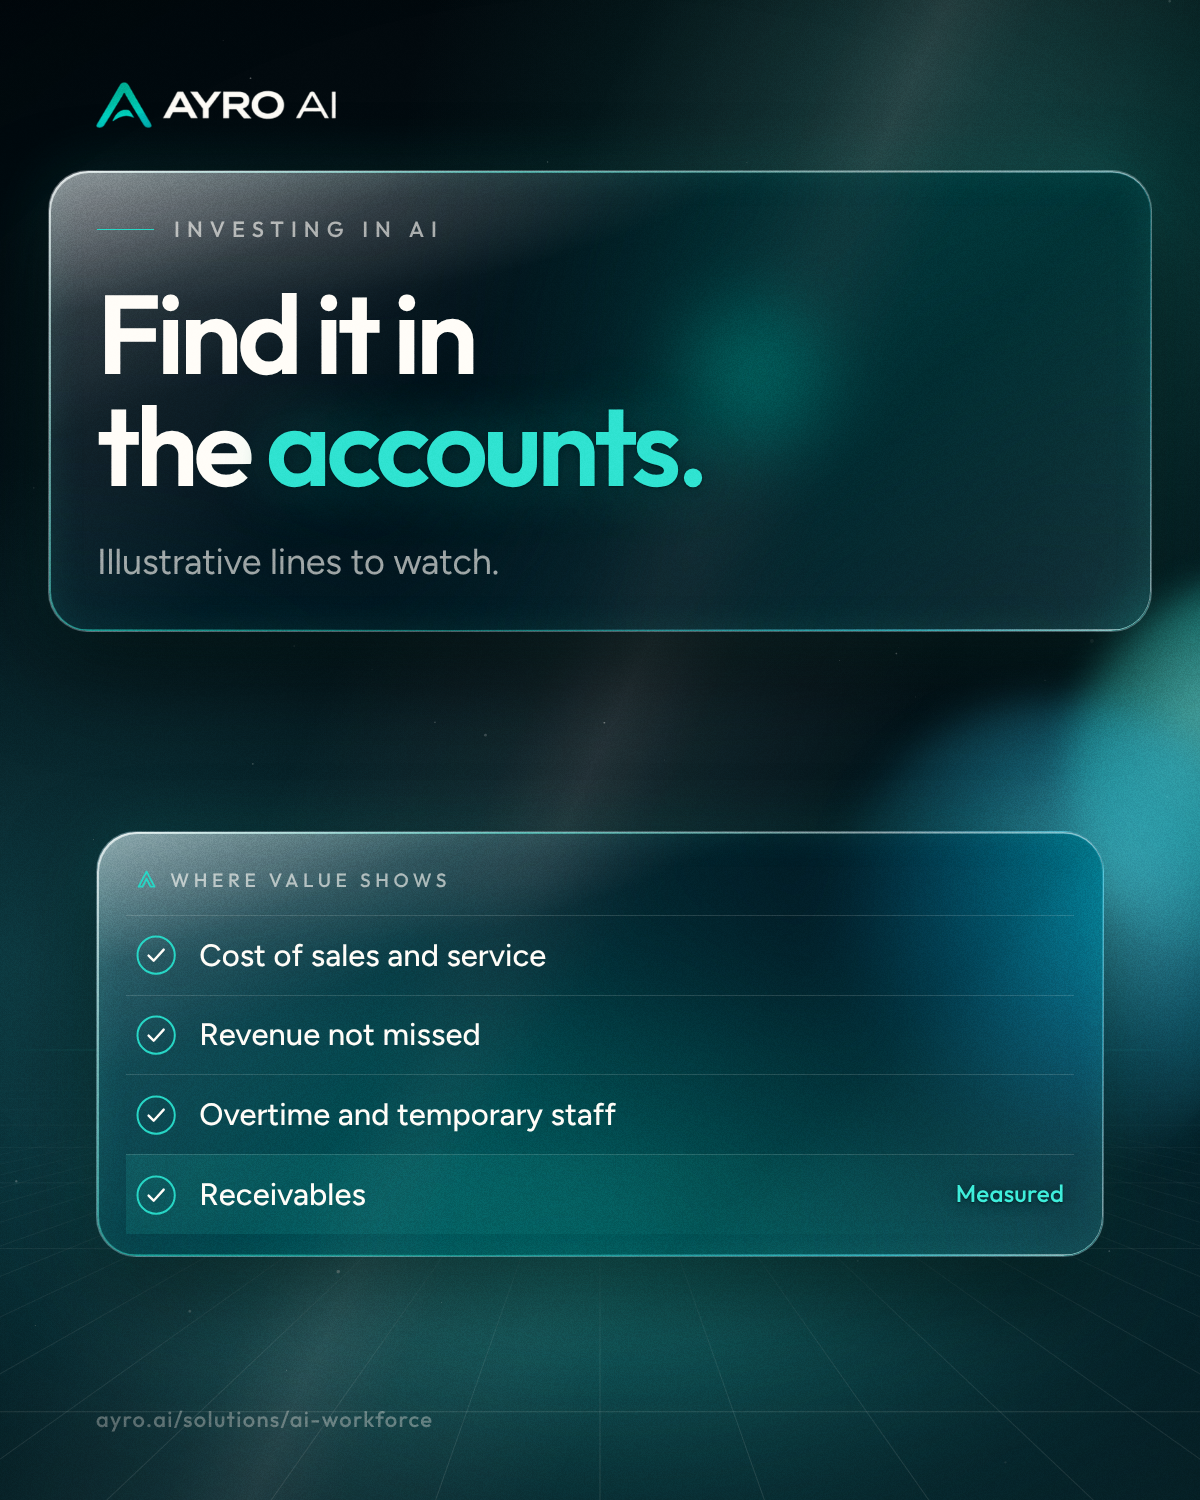 AYRO AI
INVESTING IN AI
Find it in
the accounts.
Illustrative lines to watch.
WHERE VALUE SHOWS
Cost of sales and service
Revenue not missed
Overtime and temporary staff
Receivables
Measured
ayro.ai/solutions/ai-workforce